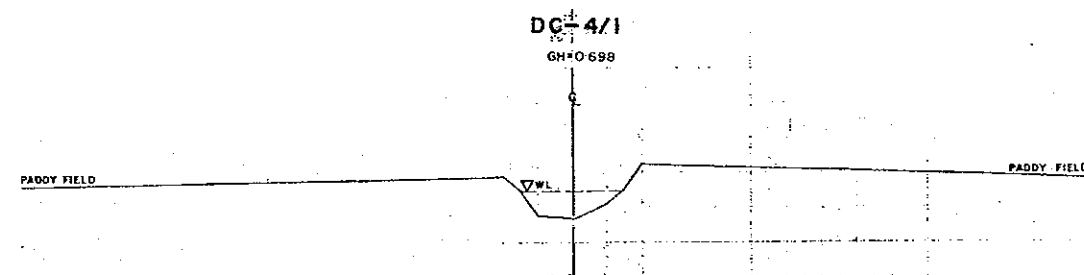 DC-4/1
GH=0.698
℄
PADDY FIELD
WL
PADDY FIELD